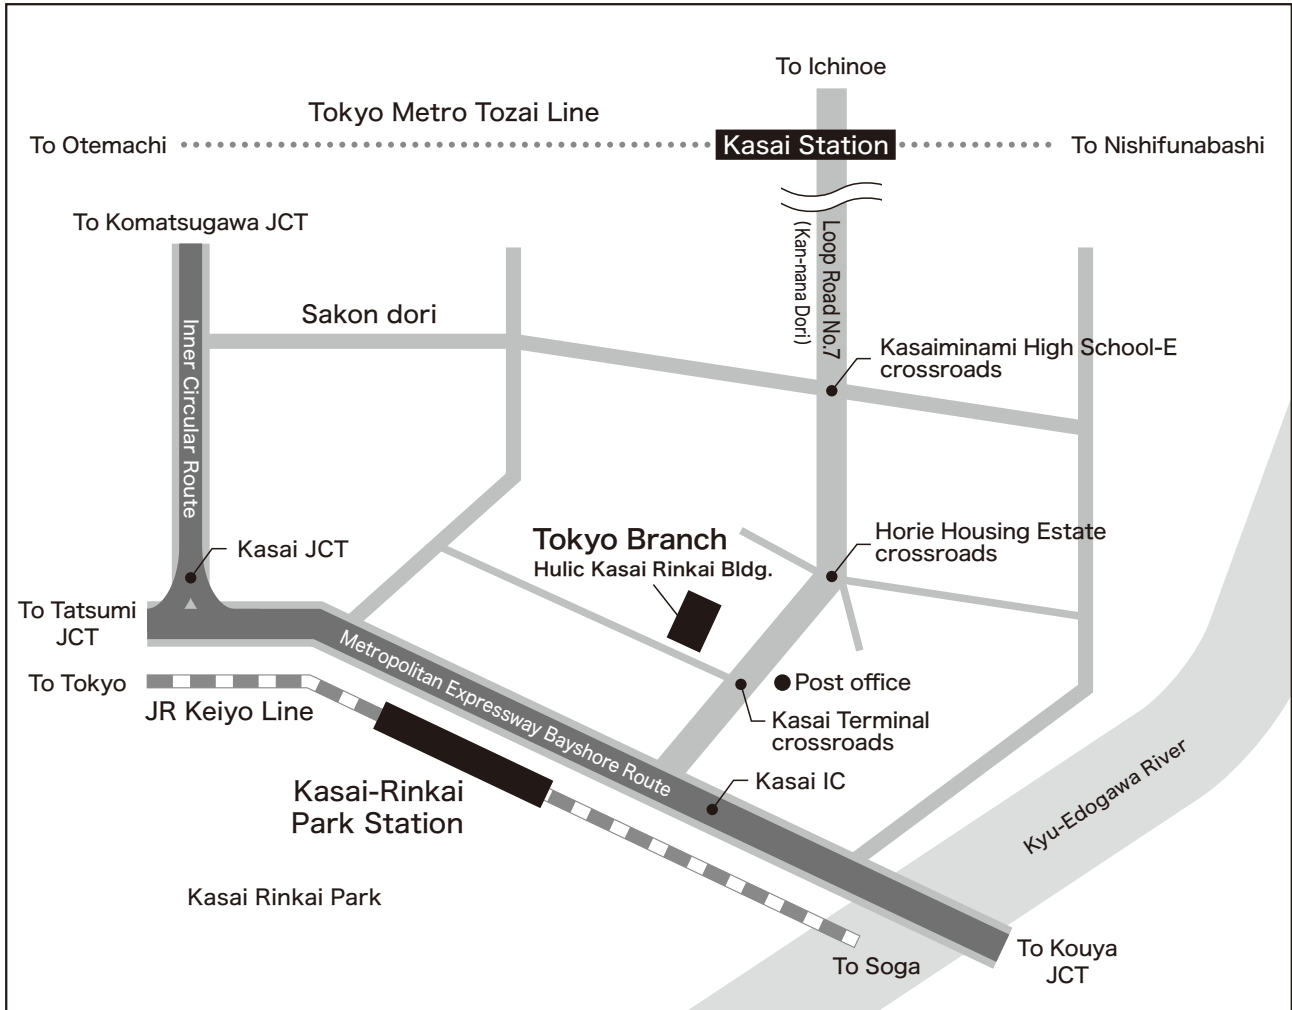 To Ichinoe
Tokyo Metro Tozai Line
To Otemachi
Kasai Station
To Nishifunabashi
To Komatsugawa JCT
Loop Road No.7
(Kan-nana Dori)
Sakon dori
Inner Circular Route
Kasaiminami High School-E
crossroads
Tokyo Branch
Hulic Kasai Rinkai Bldg.
Horie Housing Estate
crossroads
Kasai JCT
To Tatsumi
JCT
Metropolitan Expressway Bayshore Route
To Tokyo
JR Keiyo Line
Post office
Kasai Terminal
crossroads
Kasai IC
Kasai-Rinkai
Park Station
Kyu-Edogawa River
Kasai Rinkai Park
To Soga
To Kouya
JCT